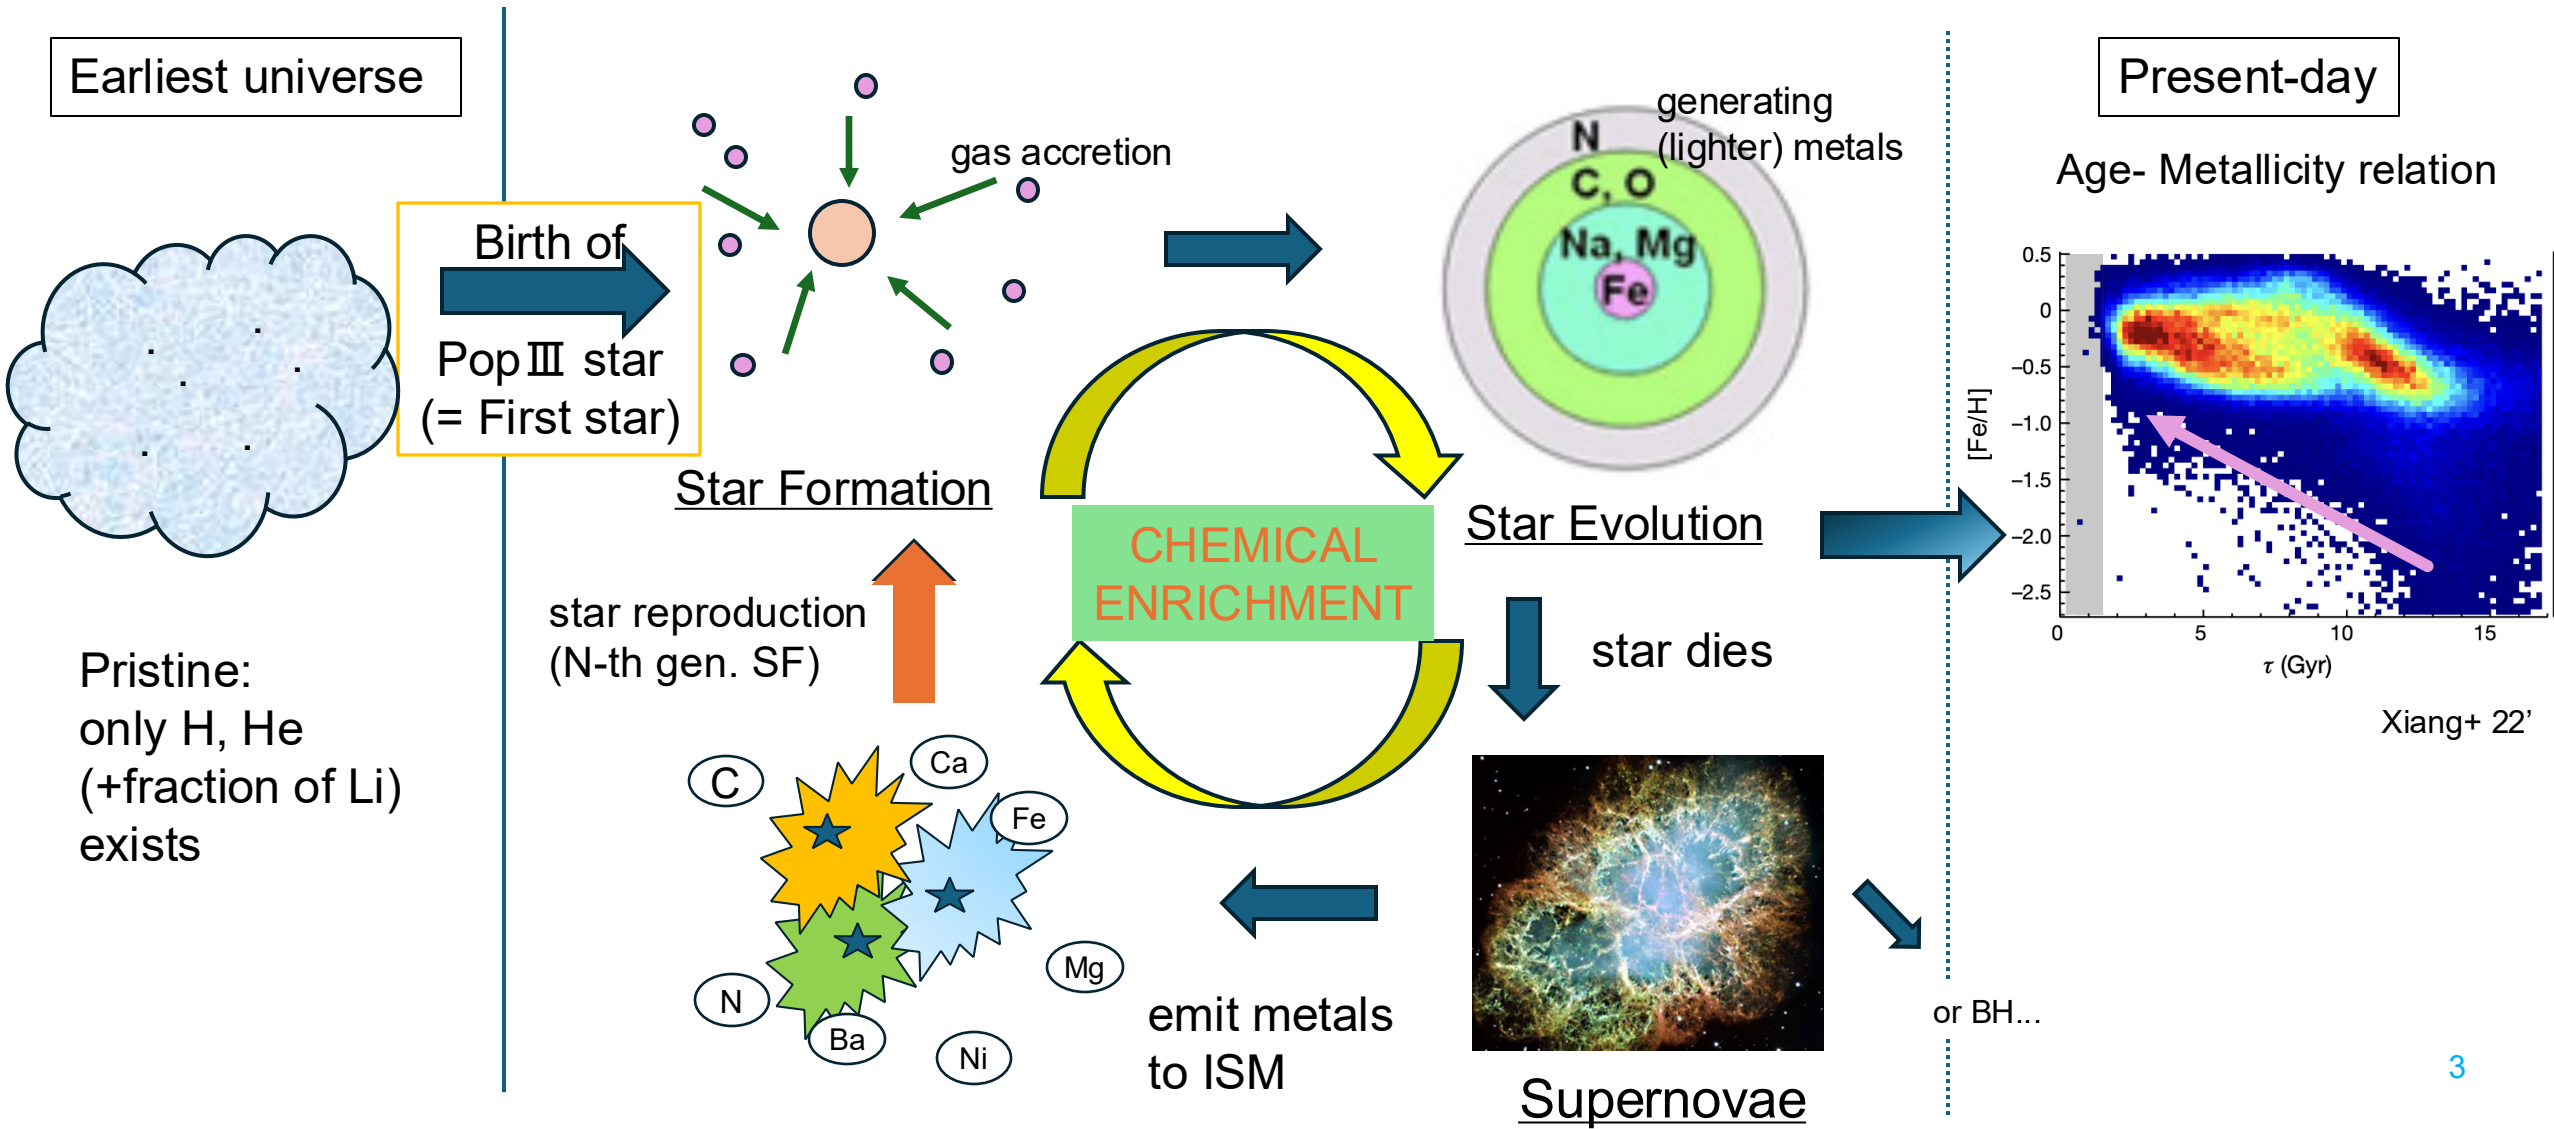 Earliest universe
Pristine:
only H, He
(+fraction of Li)
exists
Birth of
PopⅢ star
(= First star)
gas accretion
Star Formation
generating
(lighter) metals
N
C, O
Na, Mg
Fe
Star Evolution
CHEMICAL
ENRICHMENT
star reproduction
(N-th gen. SF)
star dies
C
Ca
Fe
Mg
N
Ba
Ni
emit metals
to ISM
Supernovae
or BH...
Present-day
Age- Metallicity relation
0.5
0
−0.5
−1.0
−1.5
−2.0
−2.5
[Fe/H]
0 5 10 15
τ (Gyr)
Xiang+ 22’
3